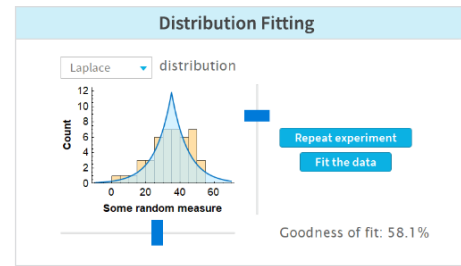 Distribution Fitting
Laplace distribution
12
10
8
6
4
2
0
Count
0 20 40 60
Some random measure
Repeat experiment
Fit the data
Goodness of fit: 58.1%